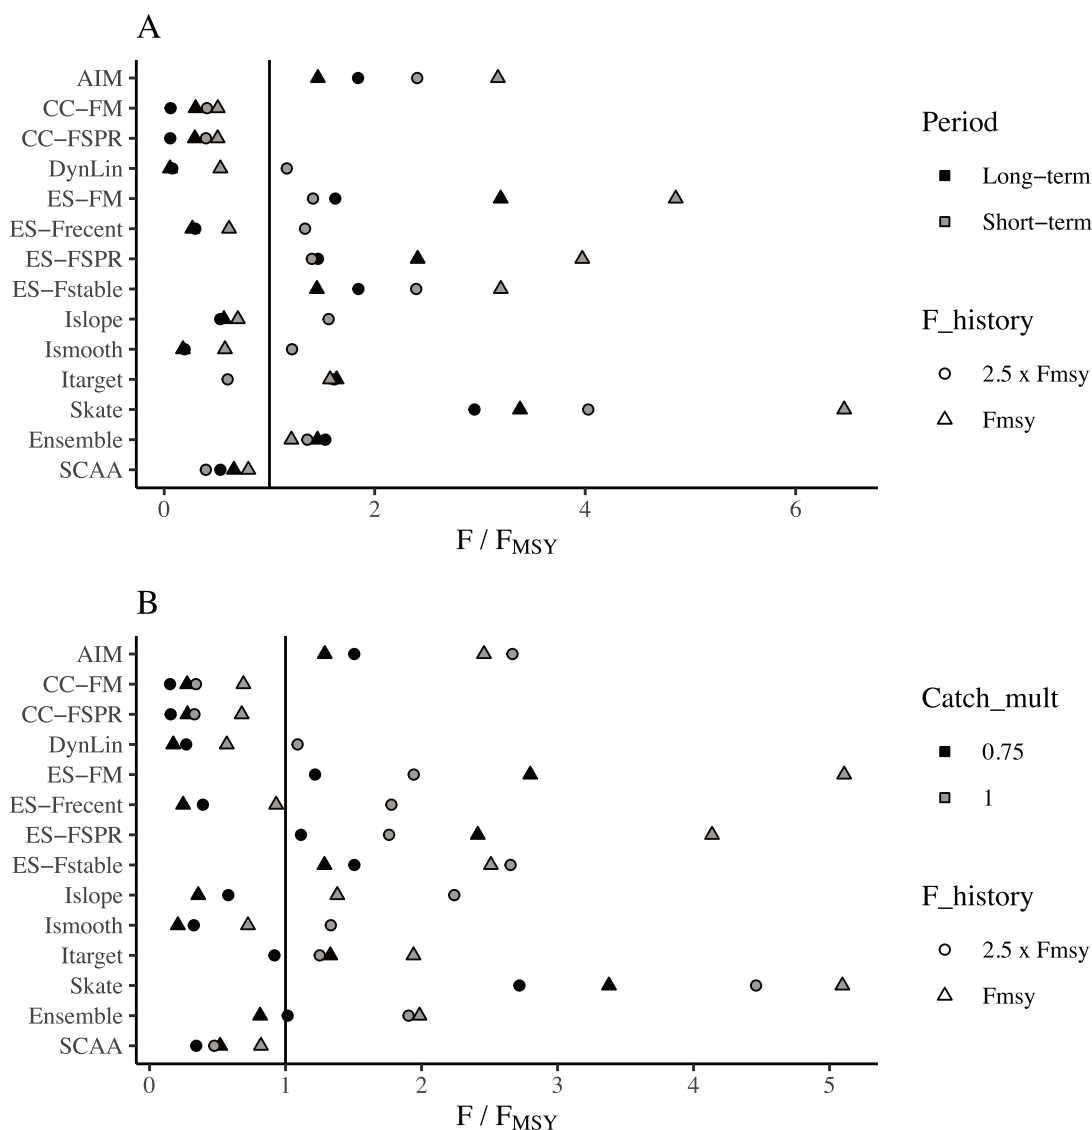 A
AIM
CC−FM
CC−FSPR
DynLin
ES−FM
ES−Frecent
ES−FSPR
ES−Fstable
Islope
Ismooth
Itarget
Skate
Ensemble
SCAA
0 2 4 6
F / FMSY
Period
Long−term
Short−term
F_history
2.5 x Fmsy
Fmsy
B
AIM
CC−FM
CC−FSPR
DynLin
ES−FM
ES−Frecent
ES−FSPR
ES−Fstable
Islope
Ismooth
Itarget
Skate
Ensemble
SCAA
0 1 2 3 4 5
F / FMSY
Catch_mult
0.75
1
F_history
2.5 x Fmsy
Fmsy